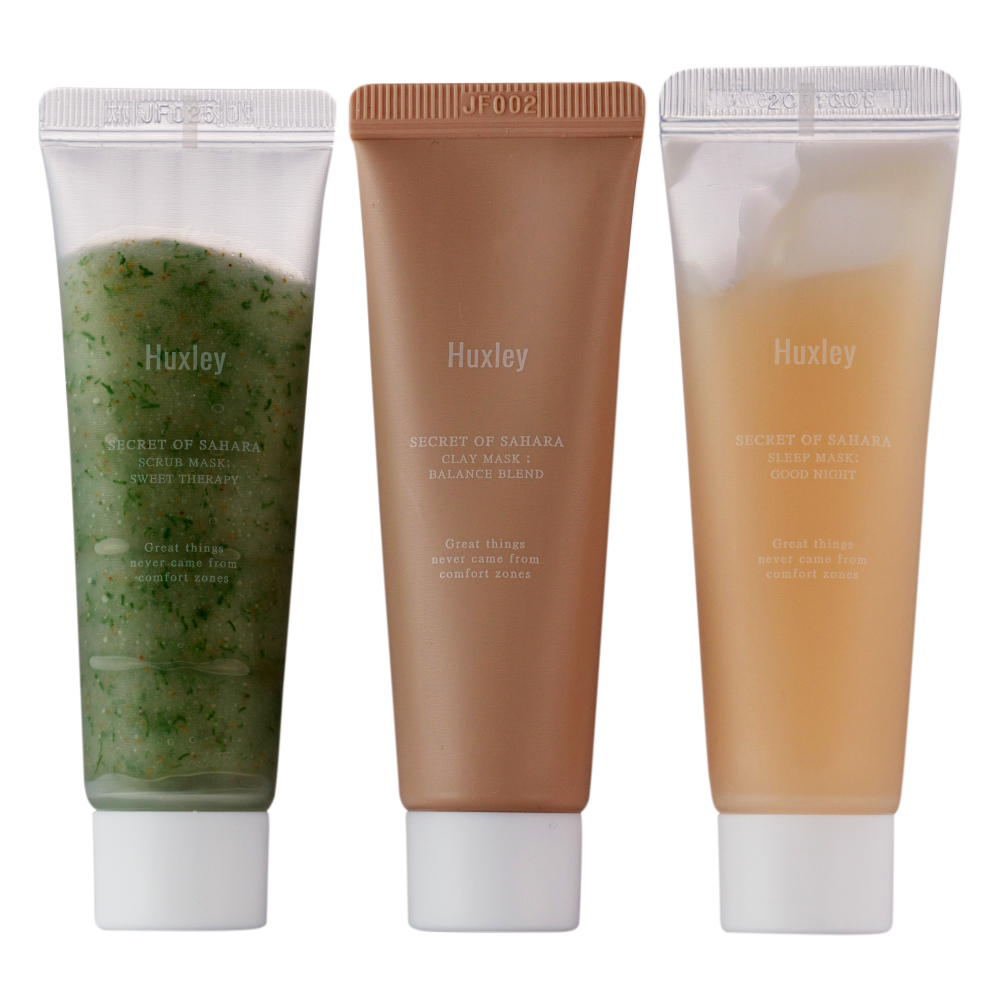 JF002
Huxley
SECRET OF SAHARA
SCRUB MASK;
SWEET THERAPY
Great things
never came from
comfort zones
Huxley
SECRET OF SAHARA
CLAY MASK :
BALANCE BLEND
Great things
never came from
comfort zones
Huxley
SECRET OF SAHARA
SLEEP MASK;
GOOD NIGHT
Great things
never came from
comfort zones